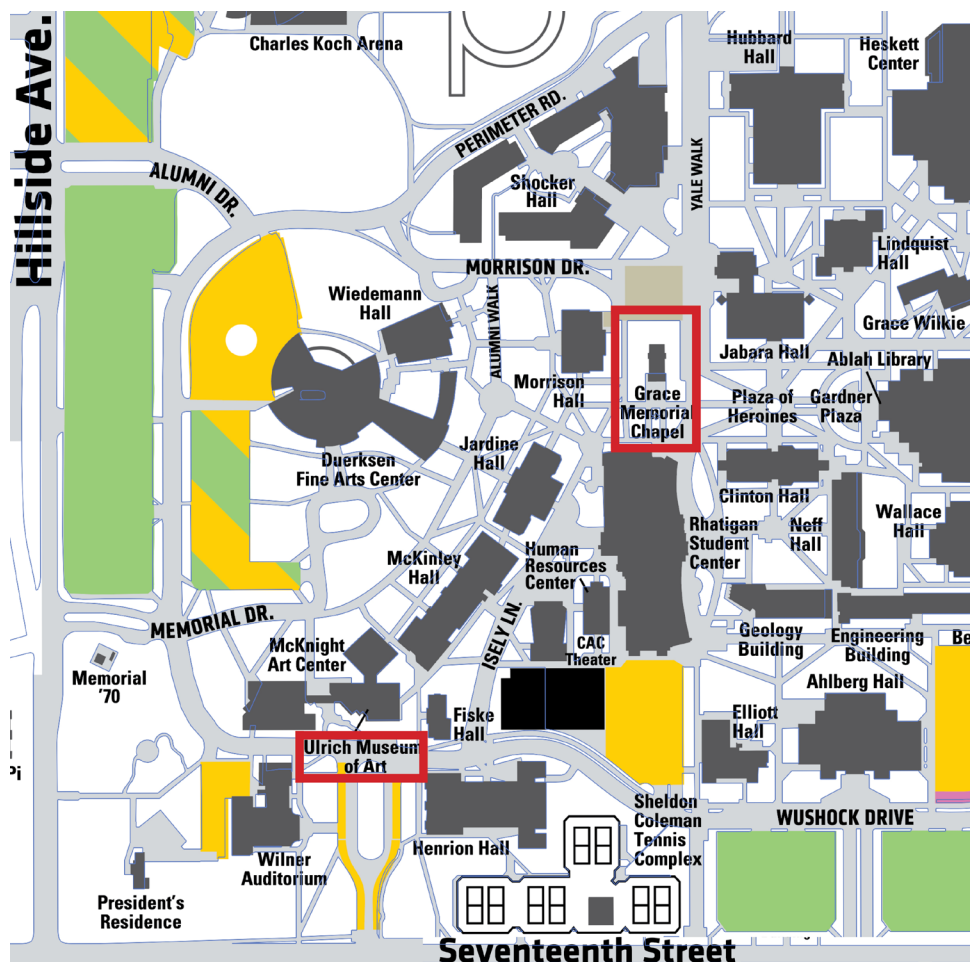 Hillside Ave.
Charles Koch Arena
Hubbard
Hall
Heskett
Center
PERIMETER RD.
ALUMNI DR.
Shocker
Hall
YALE WALK
Lindquist
Hall
MORRISON DR.
Wiedemann
Hall
ALUMNI WALK
Grace Wilkie
Jabara Hall
Ablah Library
Morrison
Hall
Grace
Memorial
Chapel
Plaza of
Heroines
Gardner
Plaza
Jardine
Hall
Duerksen
Fine Arts Center
Clinton Hall
Rhatigan
Student
Center
Neff
Hall
Wallace
Hall
McKinley
Hall
Human
Resources
Center
ISELY LN.
CAC
Theater
MEMORIAL DR.
Geology
Building
Engineering
Building
Be
McKnight
Art Center
Memorial
'70
Ahlberg Hall
Elliott
Hall
Fiske
Hall
Ulrich Museum
of Art
Pi
Sheldon
Coleman
Tennis
Complex
WUSHOCK DRIVE
Henrion Hall
Wilner
Auditorium
President's
Residence
Seventeenth Street